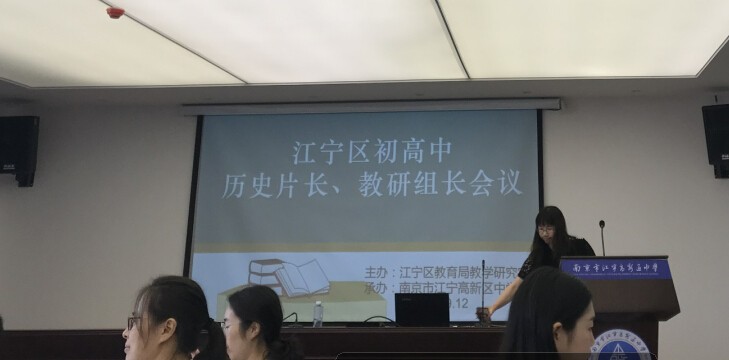 江宁区初高中
历史片长、教研组长会议
主办：江宁区教育局教学研究
承办：南京市江宁高新区中
9.12
南京市江宁高新区中学